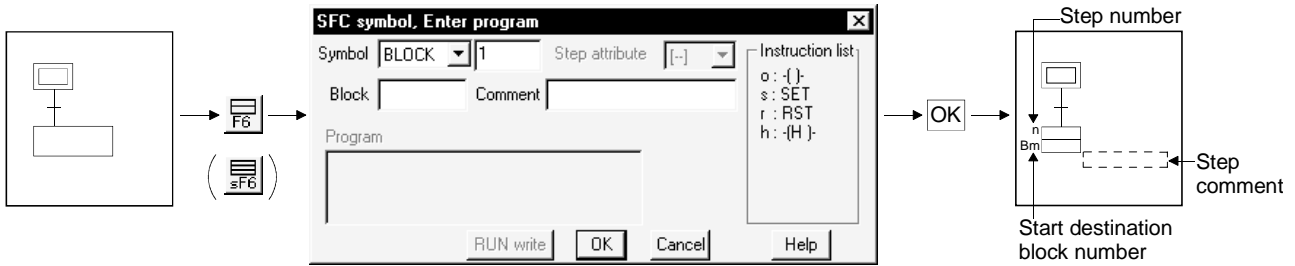 F6
( sF6 )
SFC symbol, Enter program
Symbol BLOCK 1 Step attribute [--]
Block Comment
Program
Instruction list
o : -( )-
s : SET
r : RST
h : -(H )-
RUN write OK Cancel Help
OK
Step number
n
Bm
Step
comment
Start destination
block number